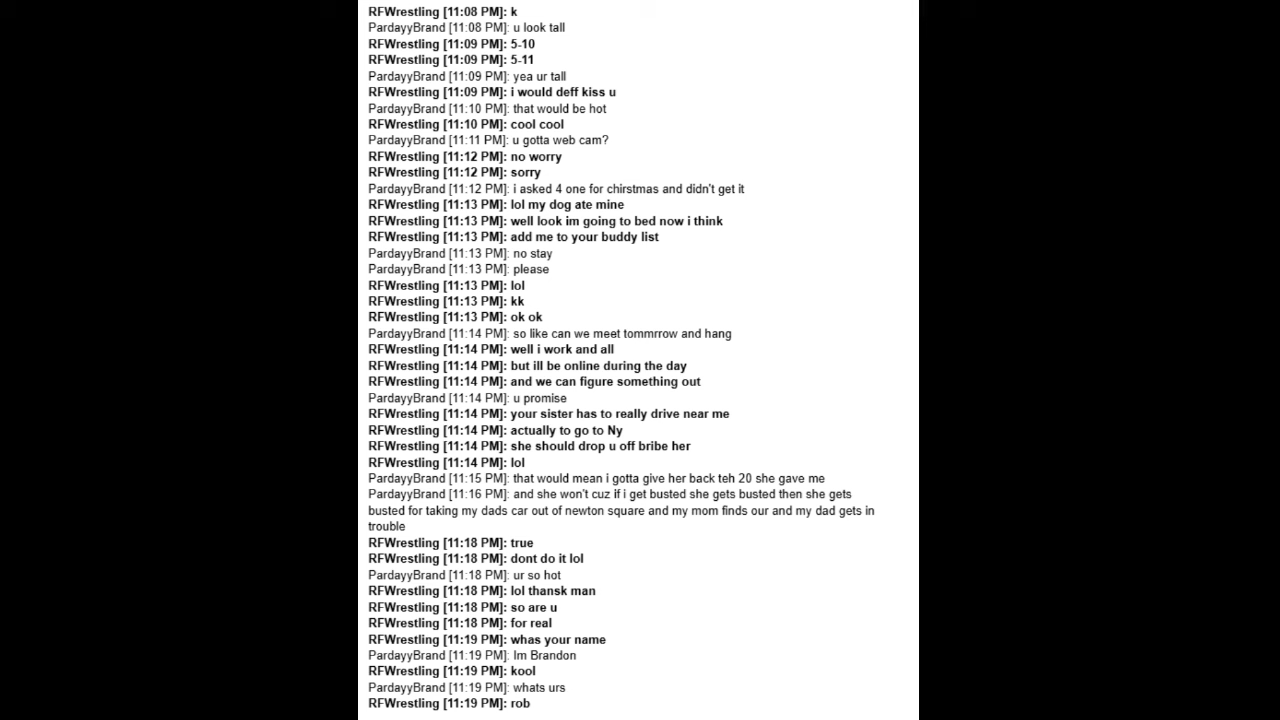 RFWrestling [11:08 PM]: k
PardayyBrand [11:08 PM]: u look tall
RFWrestling [11:09 PM]: 5-10
RFWrestling [11:09 PM]: 5-11
PardayyBrand [11:09 PM]: yea ur tall
RFWrestling [11:09 PM]: i would deff kiss u
PardayyBrand [11:10 PM]: that would be hot
RFWrestling [11:10 PM]: cool cool
PardayyBrand [11:11 PM]: u gotta web cam?
RFWrestling [11:12 PM]: no worry
RFWrestling [11:12 PM]: sorry
PardayyBrand [11:12 PM]: i asked 4 one for chirstmas and didn't get it
RFWrestling [11:13 PM]: lol my dog ate mine
RFWrestling [11:13 PM]: well look im going to bed now i think
RFWrestling [11:13 PM]: add me to your buddy list
PardayyBrand [11:13 PM]: no stay
PardayyBrand [11:13 PM]: please
RFWrestling [11:13 PM]: lol
RFWrestling [11:13 PM]: kk
RFWrestling [11:13 PM]: ok ok
PardayyBrand [11:14 PM]: so like can we meet tommrrow and hang
RFWrestling [11:14 PM]: well i work and all
RFWrestling [11:14 PM]: but ill be online during the day
RFWrestling [11:14 PM]: and we can figure something out
PardayyBrand [11:14 PM]: u promise
RFWrestling [11:14 PM]: your sister has to really drive near me
RFWrestling [11:14 PM]: actually to go to Ny
RFWrestling [11:14 PM]: she should drop u off bribe her
RFWrestling [11:14 PM]: lol
PardayyBrand [11:15 PM]: that would mean i gotta give her back teh 20 she gave me
PardayyBrand [11:16 PM]: and she won't cuz if i get busted she gets busted then she gets
busted for taking my dads car out of newton square and my mom finds our and my dad gets in
trouble
RFWrestling [11:18 PM]: true
RFWrestling [11:18 PM]: dont do it lol
PardayyBrand [11:18 PM]: ur so hot
RFWrestling [11:18 PM]: lol thansk man
RFWrestling [11:18 PM]: so are u
RFWrestling [11:18 PM]: for real
RFWrestling [11:19 PM]: whas your name
PardayyBrand [11:19 PM]: Im Brandon
RFWrestling [11:19 PM]: kool
PardayyBrand [11:19 PM]: whats urs
RFWrestling [11:19 PM]: rob